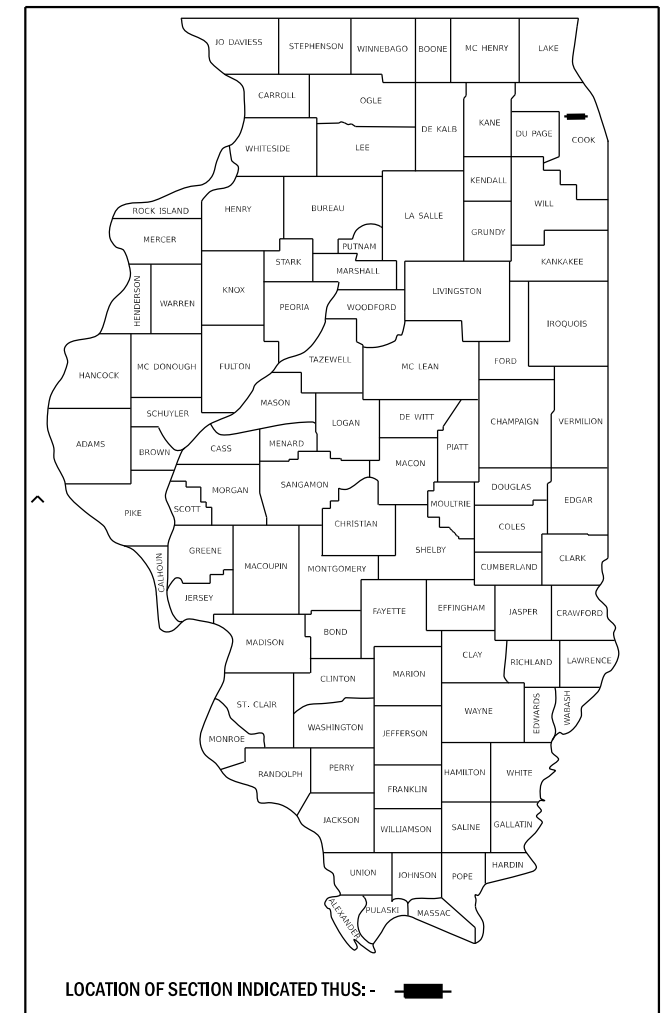 JO DAVIESS STEPHENSON WINNEBAGO BOONE MC HENRY LAKE
CARROLL OGLE
DE KALB KANE DU PAGE COOK
WHITESIDE LEE
KENDALL
ROCK ISLAND HENRY BUREAU LA SALLE WILL
GRUNDY
MERCER PUTNAM
STARK MARSHALL KANKAKEE
HENDERSON WARREN KNOX PEORIA WOODFORD LIVINGSTON
IROQUOIS
HANCOCK MC DONOUGH FULTON TAZEWELL MC LEAN FORD
MASON
SCHUYLER LOGAN DE WITT CHAMPAIGN VERMILION
ADAMS BROWN CASS MENARD PIATT
MACON
MORGAN SANGAMON DOUGLAS EDGAR
PIKE SCOTT CHRISTIAN MOULTRIE COLES
GREENE SHELBY
CALHOUN MACOUPIN MONTGOMERY CUMBERLAND CLARK
JERSEY FAYETTE EFFINGHAM JASPER CRAWFORD
MADISON BOND
CLAY RICHLAND LAWRENCE
CLINTON MARION
ST. CLAIR WAYNE EDWARDS WABASH
WASHINGTON JEFFERSON
MONROE
RANDOLPH PERRY HAMILTON WHITE
FRANKLIN
JACKSON WILLIAMSON SALINE GALLATIN
UNION JOHNSON POPE HARDIN
ALEXANDER PULASKI MASSAC
LOCATION OF SECTION INDICATED THUS: -